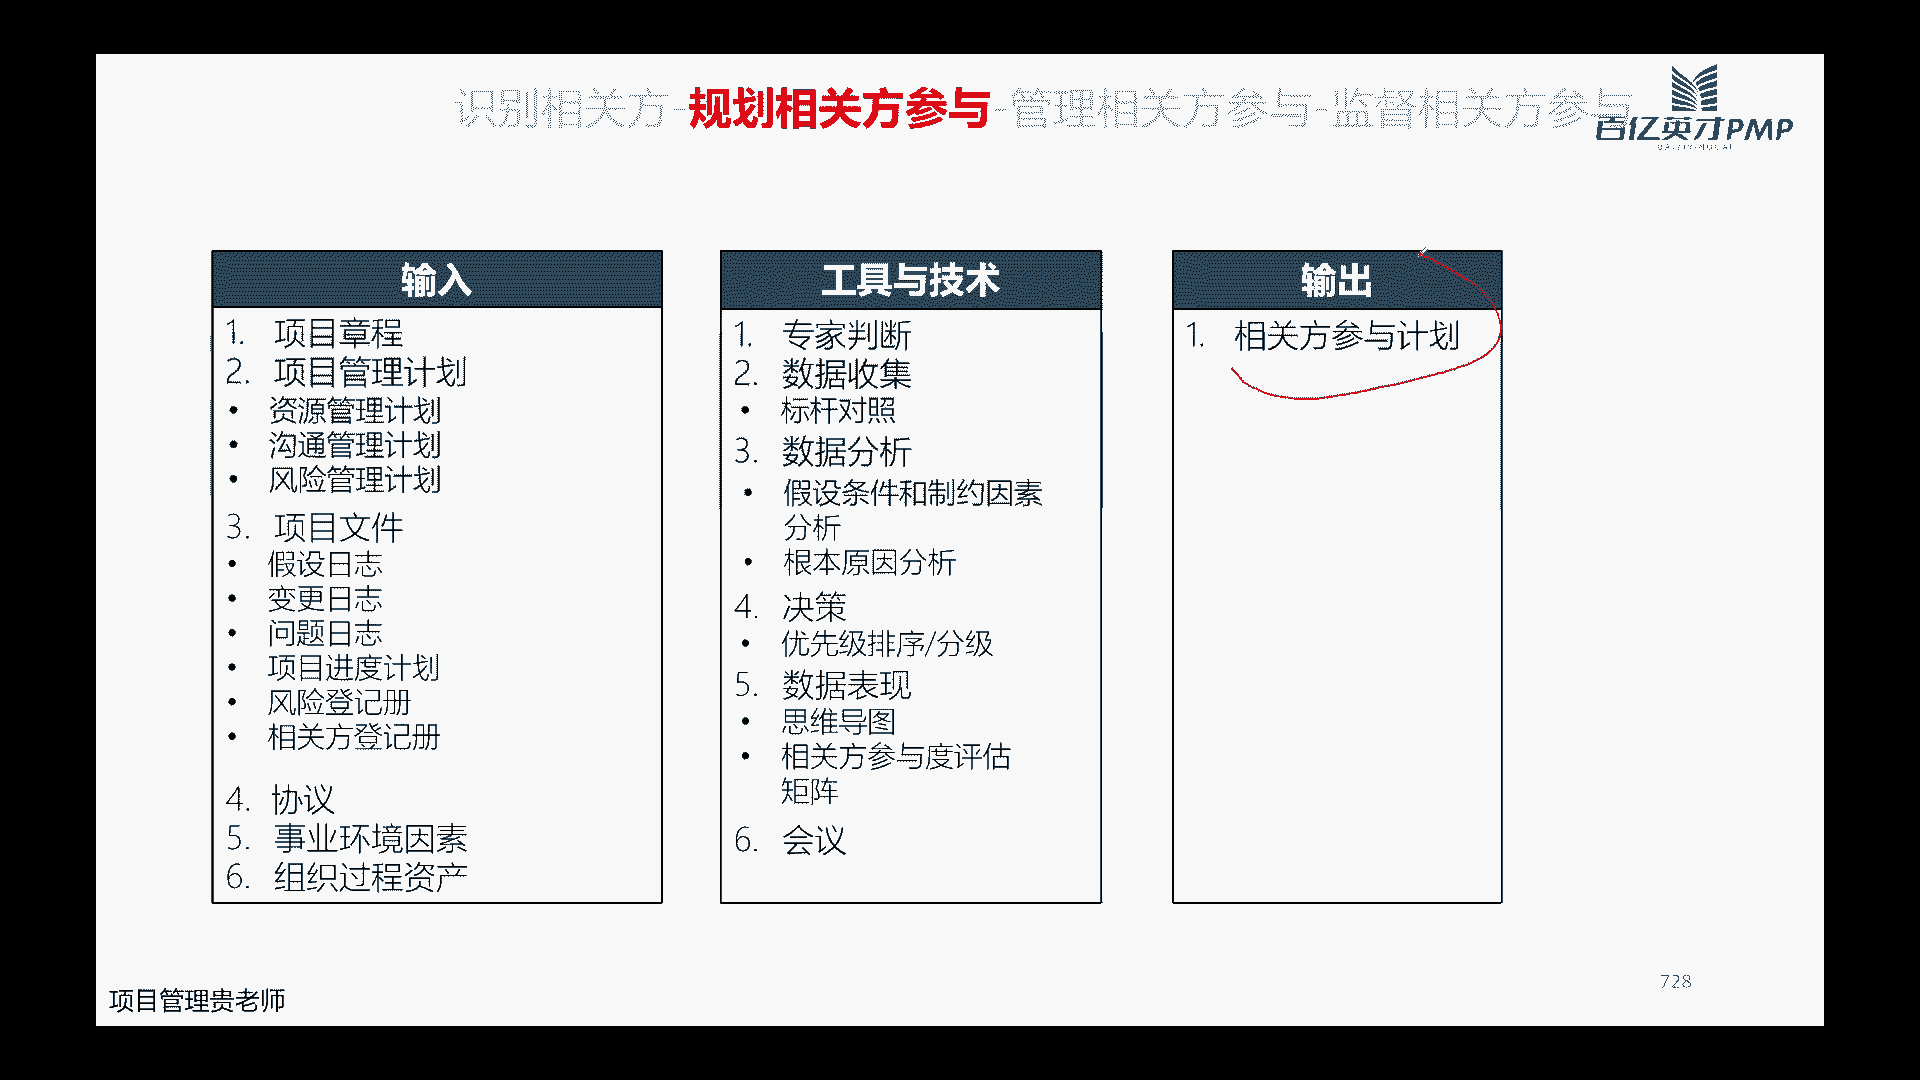 识别相关方-规划相关方参与-管理相关方参与-监督相关方参与
百亿英才PMP
输入
1. 项目章程
2. 项目管理计划
• 资源管理计划
• 沟通管理计划
• 风险管理计划
3. 项目文件
• 假设日志
• 变更日志
• 问题日志
• 项目进度计划
• 风险登记册
• 相关方登记册
4. 协议
5. 事业环境因素
6. 组织过程资产
工具与技术
1. 专家判断
2. 数据收集
• 标杆对照
3. 数据分析
• 假设条件和制约因素
分析
• 根本原因分析
4. 决策
• 优先级排序/分级
5. 数据表现
• 思维导图
• 相关方参与度评估
矩阵
6. 会议
输出
1. 相关方参与计划
728
项目管理贵老师